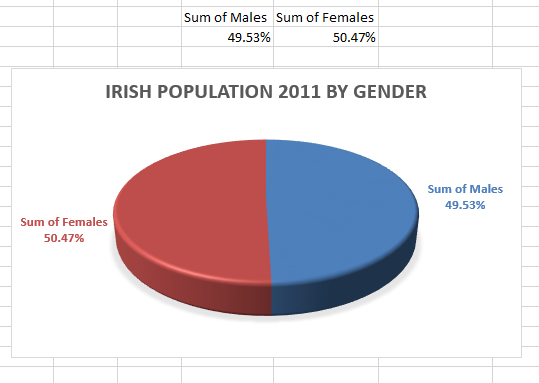 Sum of Males Sum of Females
49.53% 50.47%
IRISH POPULATION 2011 BY GENDER
Sum of Males
49.53%
Sum of Females
50.47%